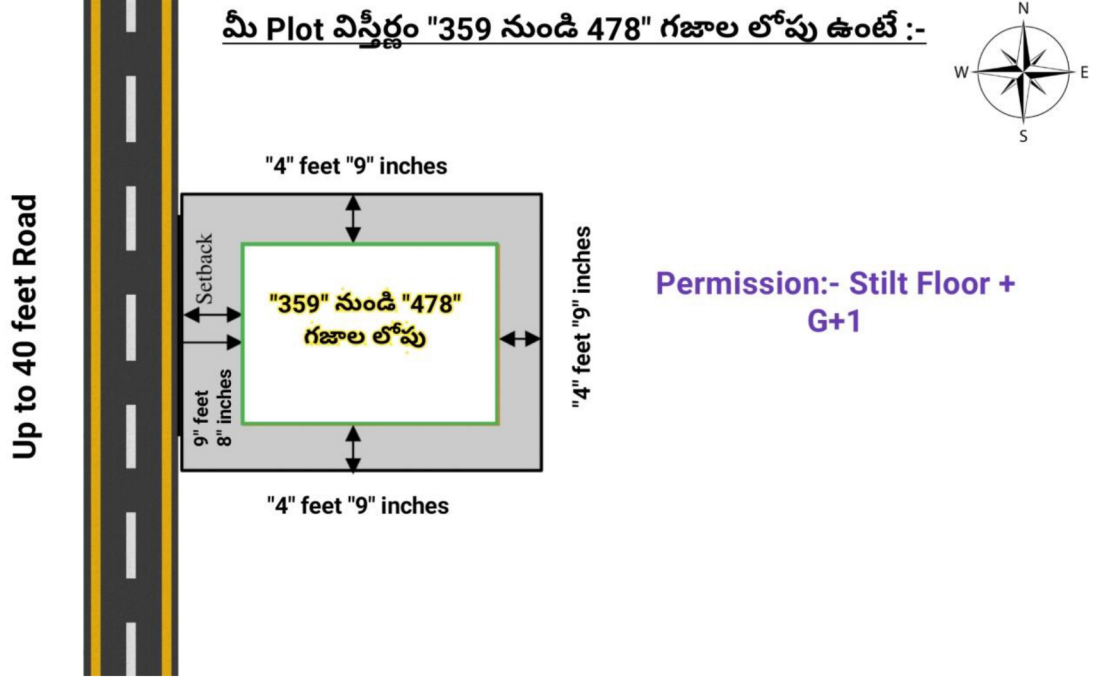 మీ Plot విస్తీర్ణం "359 నుండి 478" గజాల లోపు ఉంటే :-
N
W
E
S
"4" feet "9" inches
Up to 40 feet Road
Setback
"359" నుండి "478"
గజాల లోపు
9" feet
8" inches
"4" feet "9" inches
"4" feet "9" inches
Permission:- Stilt Floor +
G+1